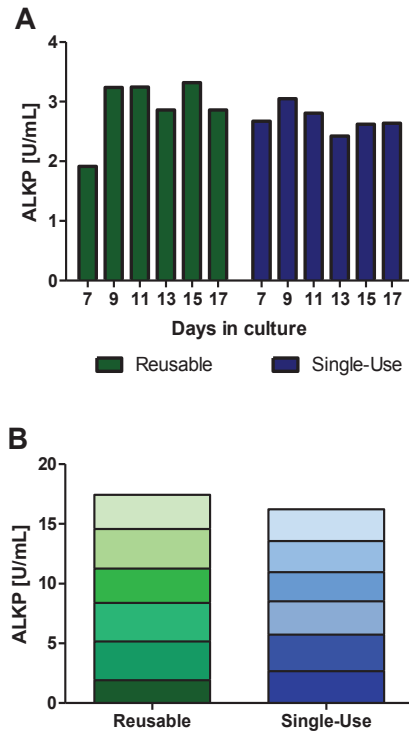 A
ALKP [U/mL]
4
3
2
1
0
7 9 11 13 15 17 7 9 11 13 15 17
Days in culture
Reusable Single-Use
B
ALKP [U/mL]
20
15
10
5
0
Reusable Single-Use